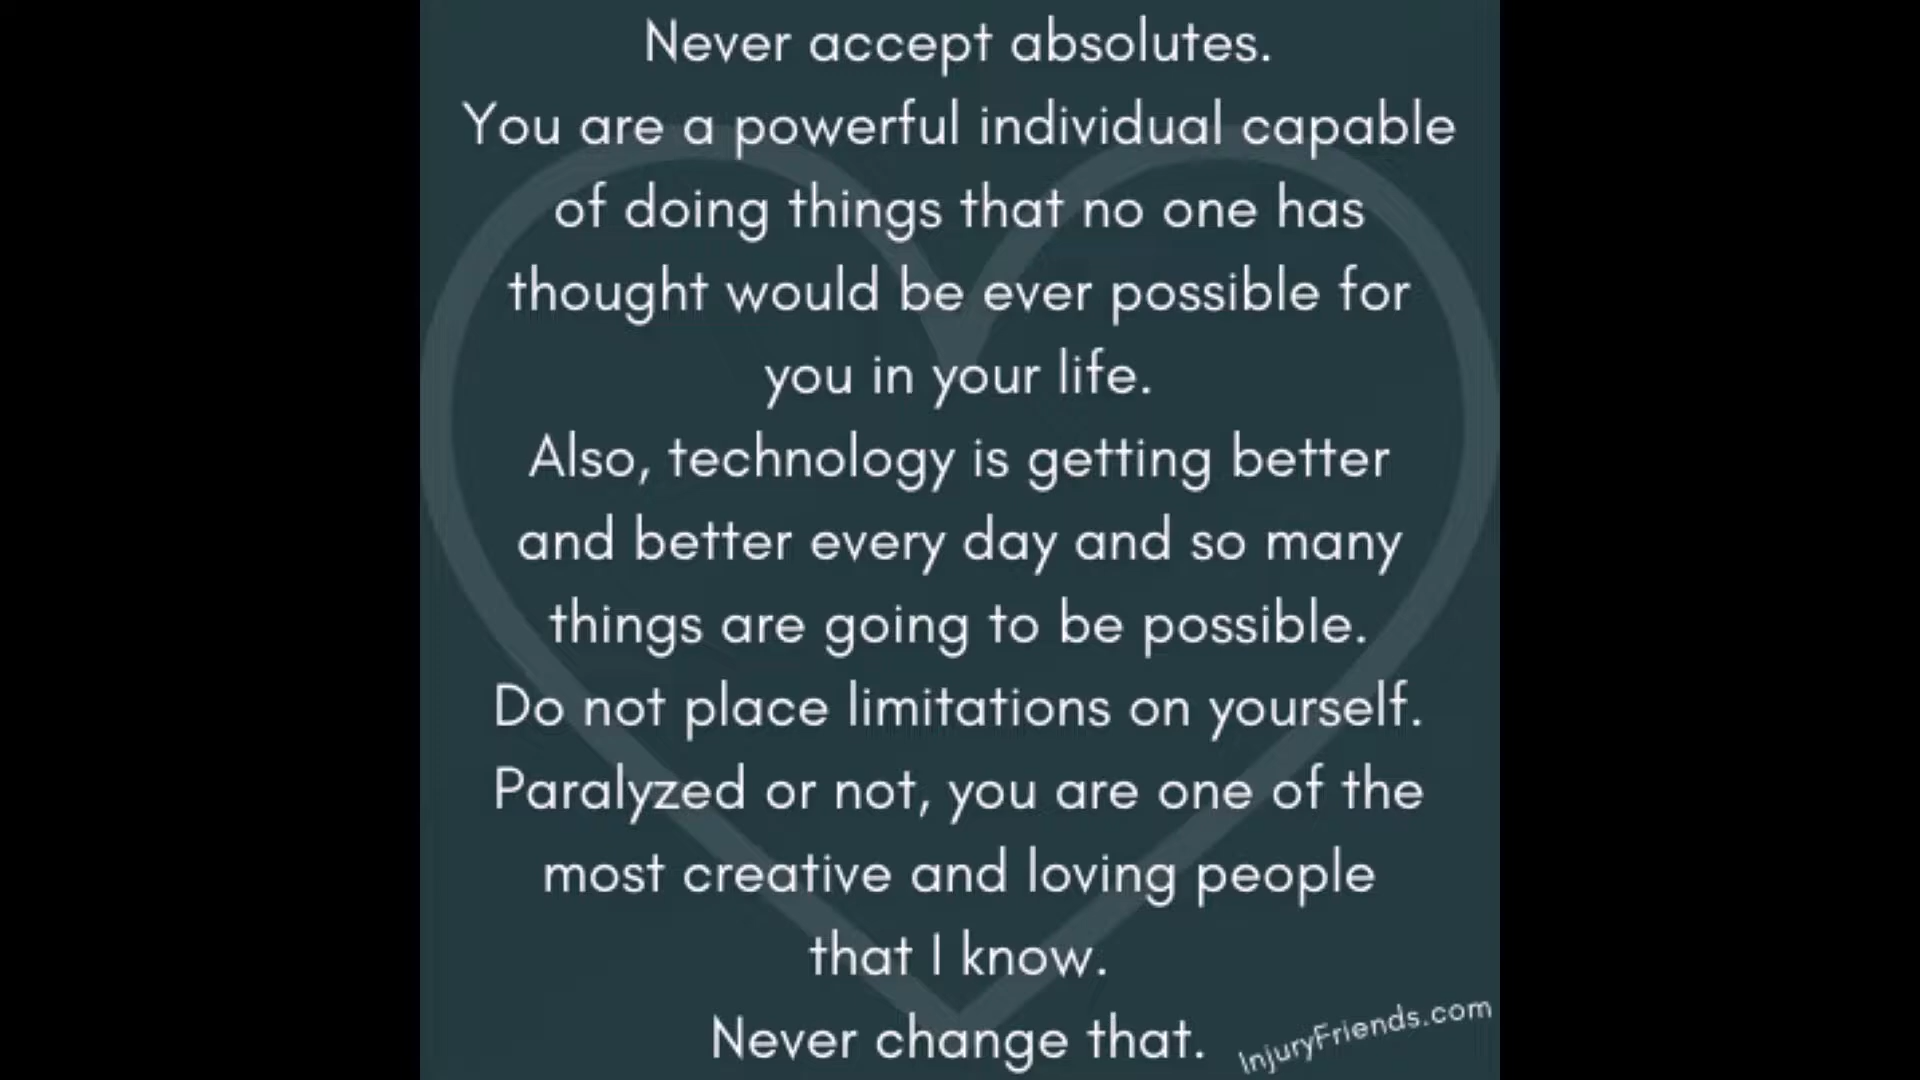 Never accept absolutes.
You are a powerful individual capable
of doing things that no one has
thought would be ever possible for
you in your life.
Also, technology is getting better
and better every day and so many
things are going to be possible.
Do not place limitations on yourself.
Paralyzed or not, you are one of the
most creative and loving people
that I know.
Never change that.
InjuryFriends.com